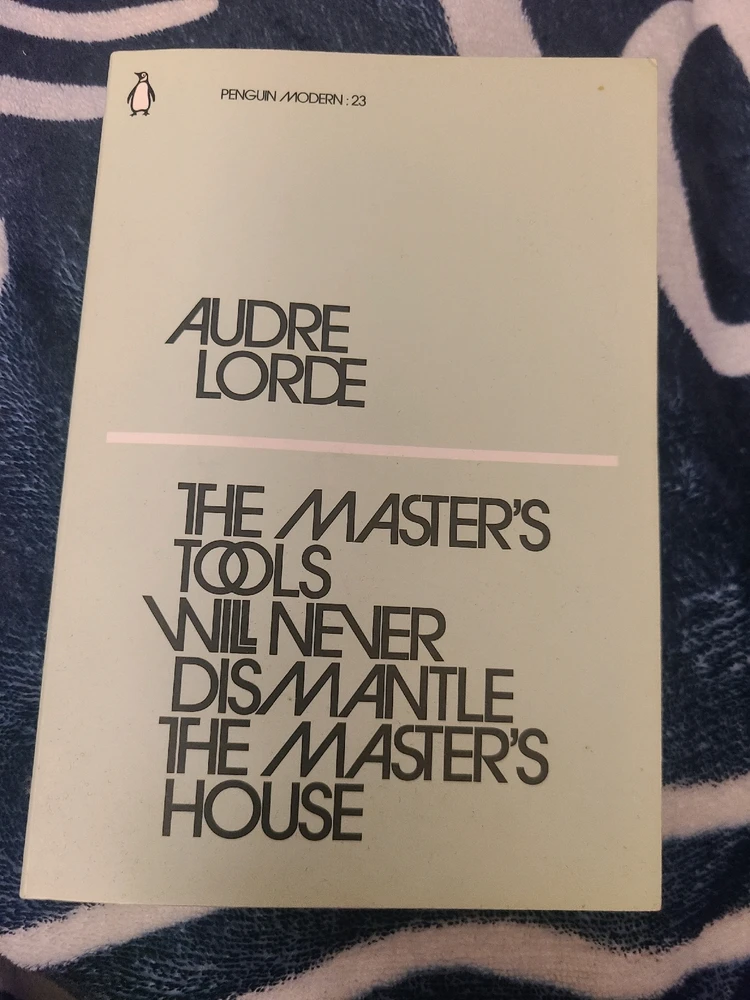 PENGUIN MODERN : 23
AUDRE
LORDE
THE MASTER'S
TOOLS
WILL NEVER
DISMANTLE
THE MASTER'S
HOUSE